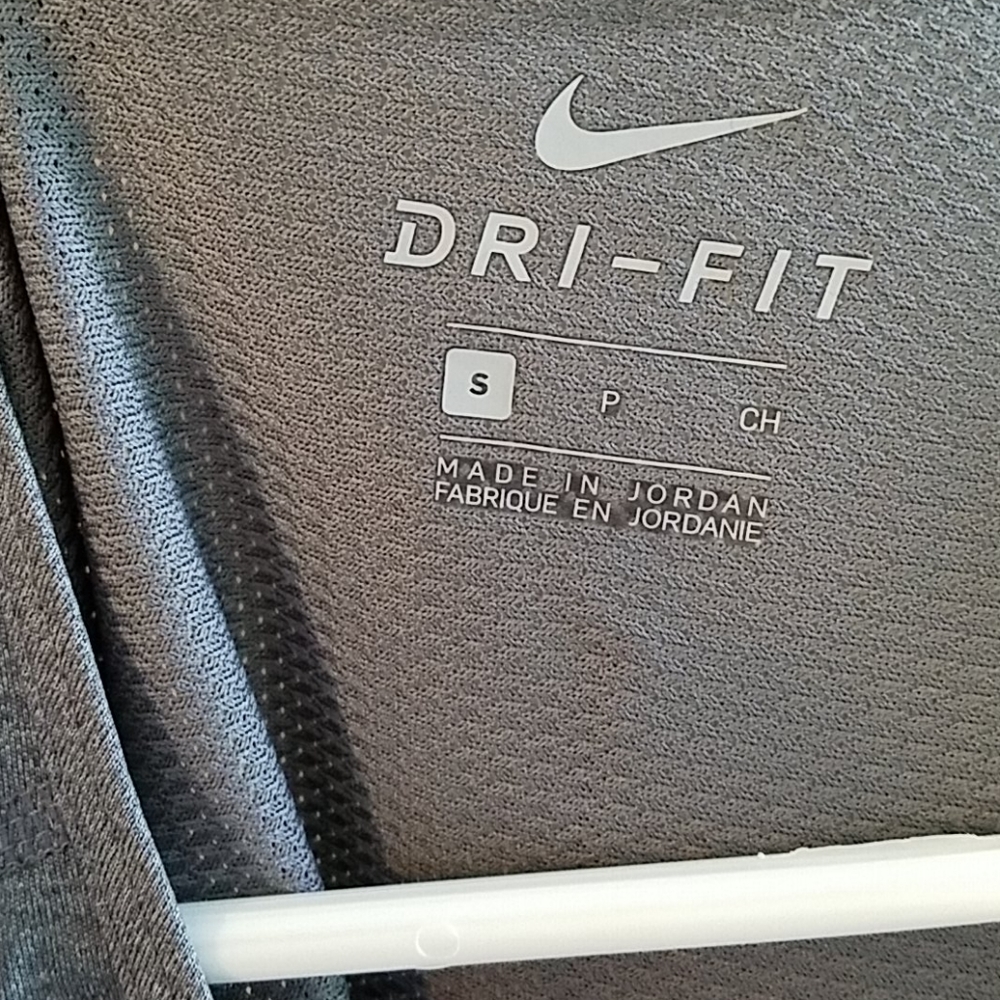 DRI-FIT
S P CH
MADE IN JORDAN
FABRIQUE EN JORDANIE